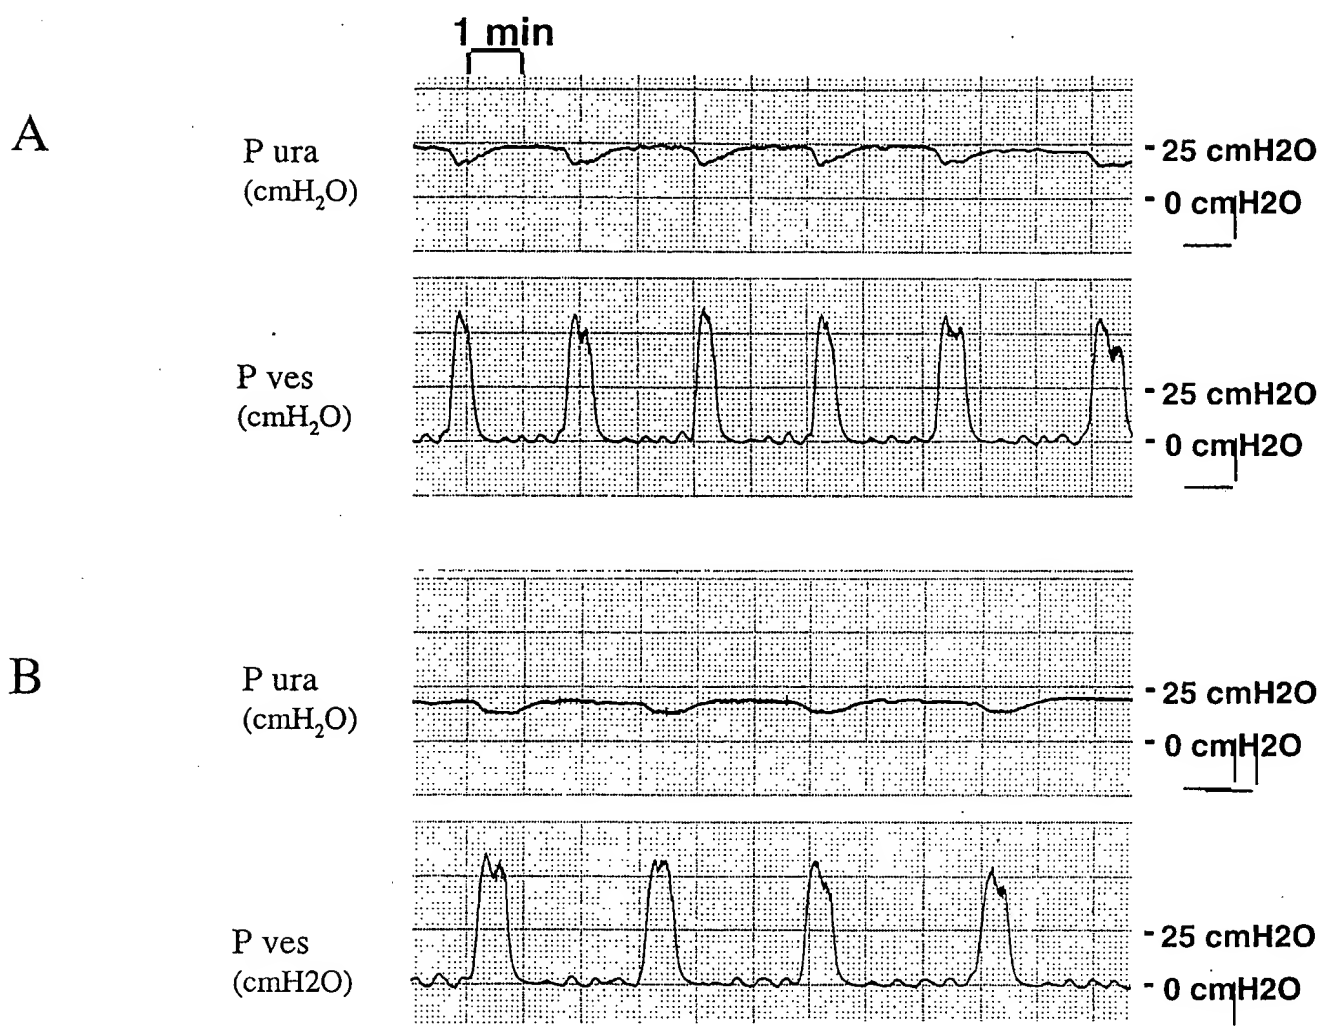 1 min
A
P ura
(cmH₂O)
- 25 cmH2O
- 0 cmH2O
P ves
(cmH₂O)
- 25 cmH2O
- 0 cmH2O
B
P ura
(cmH₂O)
- 25 cmH2O
- 0 cmH2O
P ves
(cmH2O)
- 25 cmH2O
- 0 cmH2O